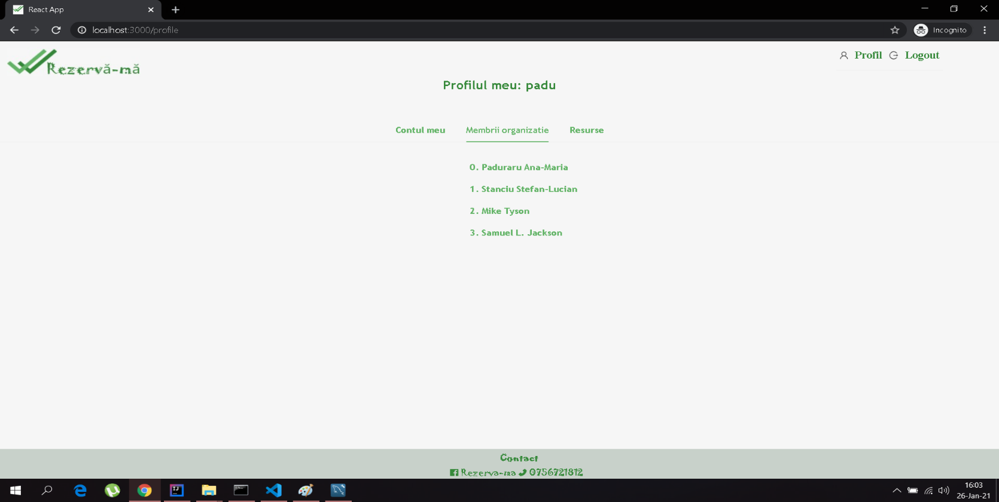 React App
localhost:3000/profile
Incognito
Rezervă-mă
Profil Logout
Profilul meu: padu
Contul meu Membrii organizatie Resurse
0. Paduraru Ana-Maria
1. Stanciu Stefan-Lucian
2. Mike Tyson
3. Samuel L. Jackson
Contact
Rezerva-ma 0756721812
16:03
26-Jan-21